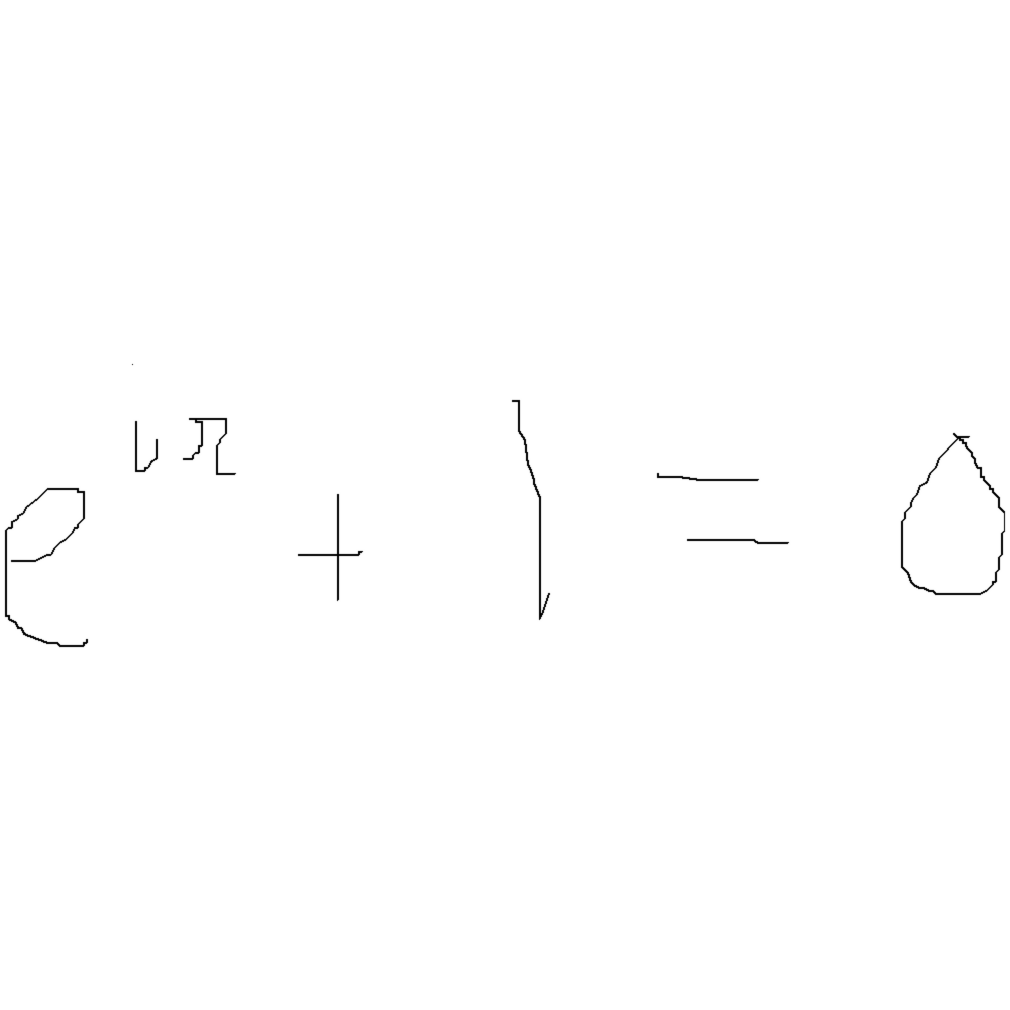 e^{iπ} + 1 = 0